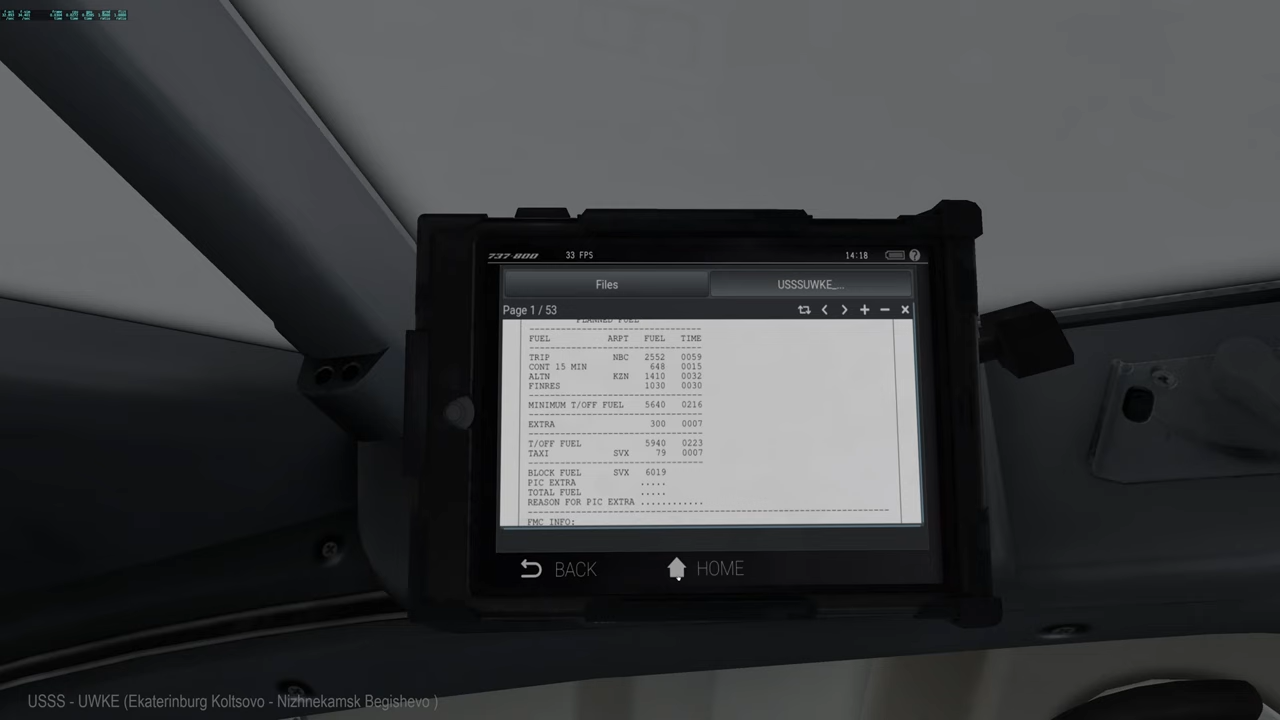 737-800 33 FPS 14:18 ?
Files USSSUWKE_...
Page 1 / 53
PLANNED FUEL
FUEL ARPT FUEL TIME
TRIP NBC 2552 0059
CONT 15 MIN 648 0015
ALTN KZN 1410 0032
FINRES 1030 0030
MINIMUM T/OFF FUEL 5640 0216
EXTRA 300 0007
T/OFF FUEL 5940 0223
TAXI SVX 79 0007
BLOCK FUEL SVX 6019
PIC EXTRA .....
TOTAL FUEL .....
REASON FOR PIC EXTRA ............
FMC INFO:
BACK HOME
USSS - UWKE (Ekaterinburg Koltsovo - Nizhnekamsk Begishevo )